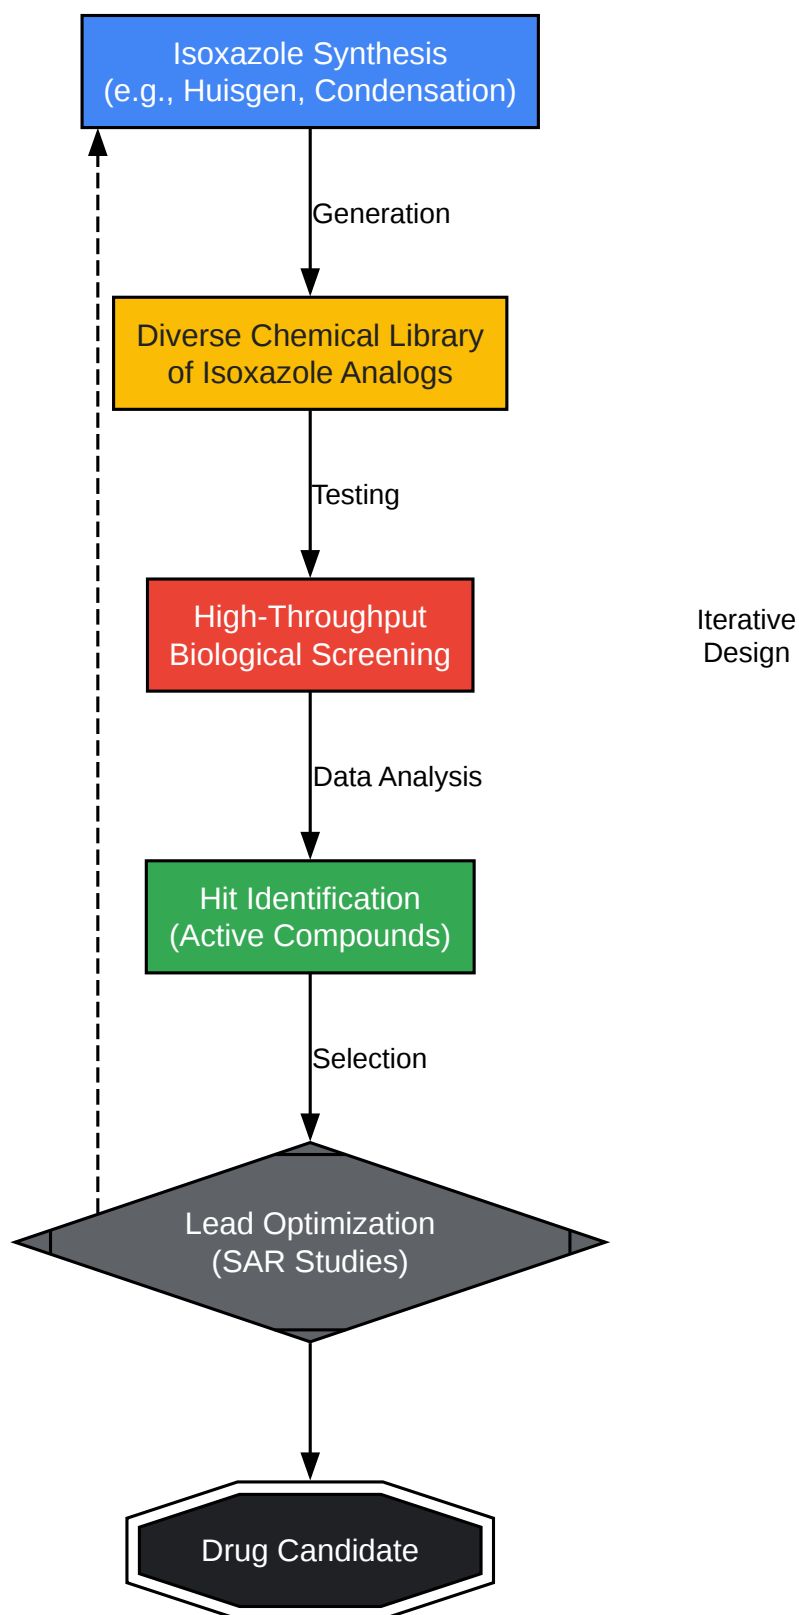 Isoxazole Synthesis
(e.g., Huisgen, Condensation)
Generation
Diverse Chemical Library
of Isoxazole Analogs
Testing
High-Throughput
Biological Screening
Iterative
Design
Data Analysis
Hit Identification
(Active Compounds)
Selection
Lead Optimization
(SAR Studies)
Drug Candidate